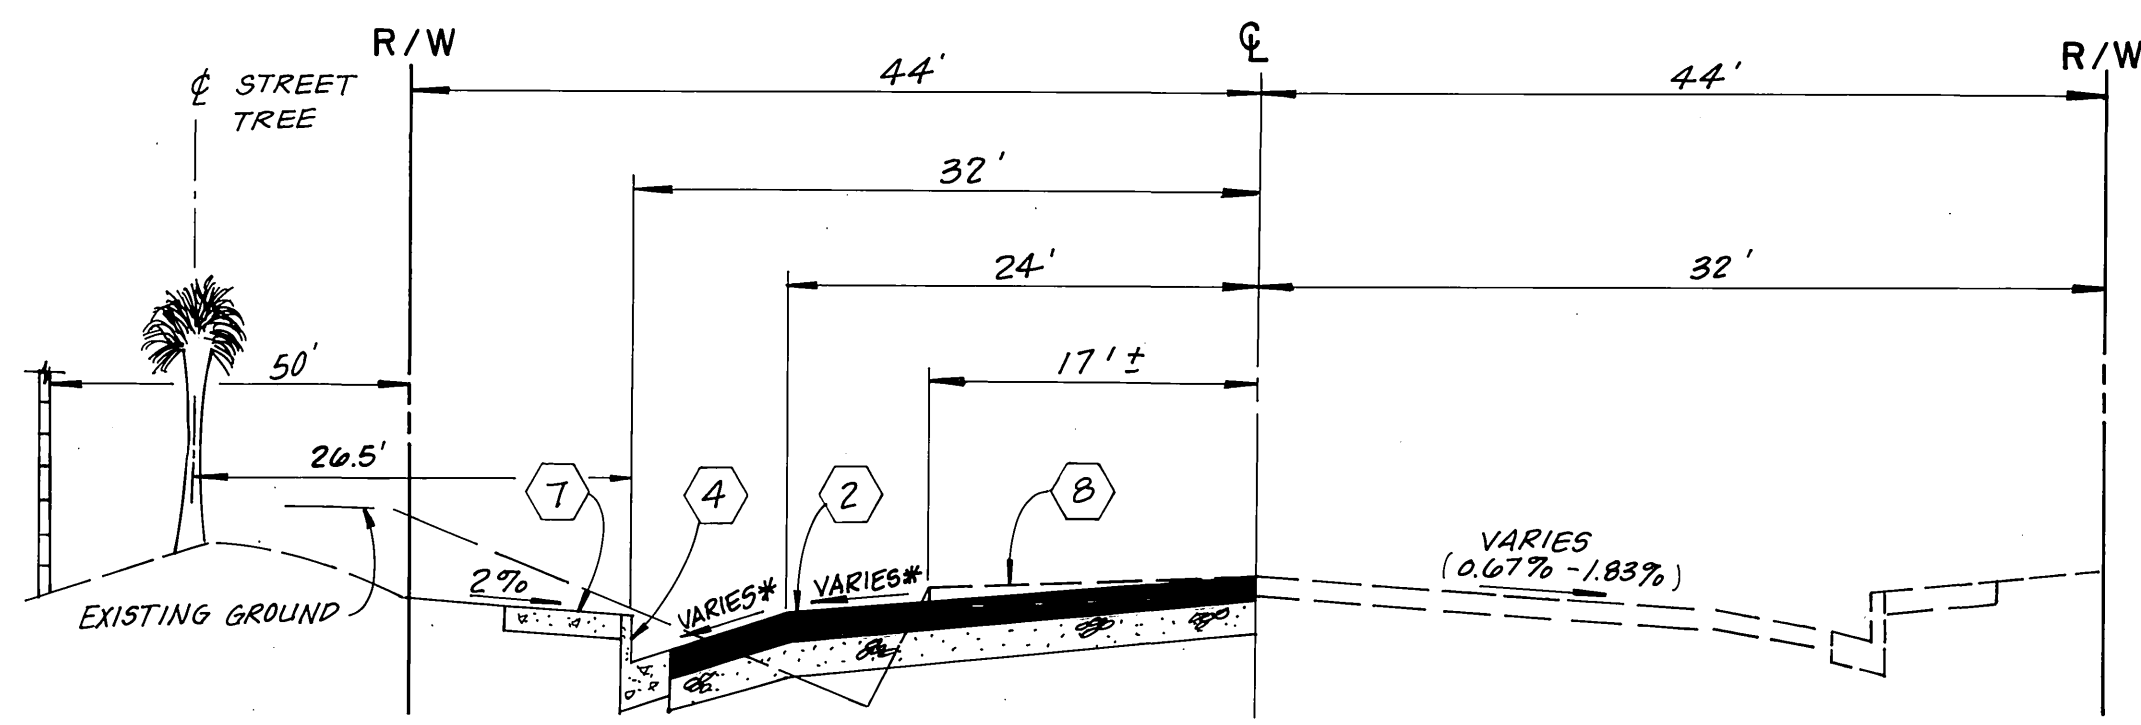 R/W
℄
R/W
℄ STREET
TREE
44'
44'
32'
24'
32'
50'
17'±
26.5'
7
4
2
8
VARIES
(0.67% - 1.83%)
2%
VARIES*
VARIES*
EXISTING GROUND